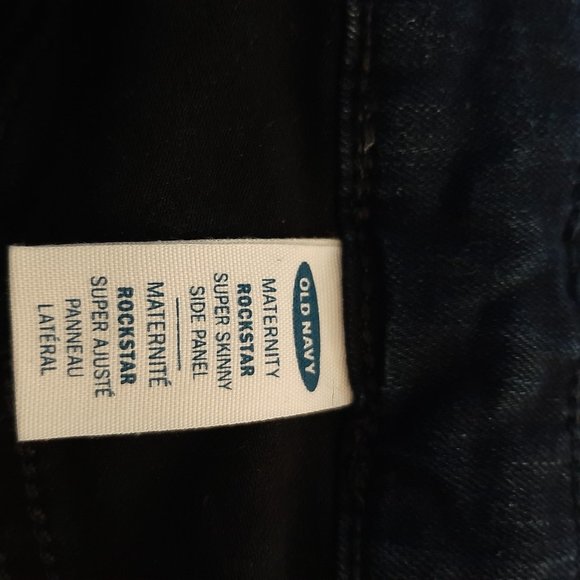 OLD NAVY
MATERNITY
ROCKSTAR
SUPER SKINNY
SIDE PANEL
MATERNITÉ
ROCKSTAR
SUPER AJUSTÉ
PANNEAU
LATÉRAL